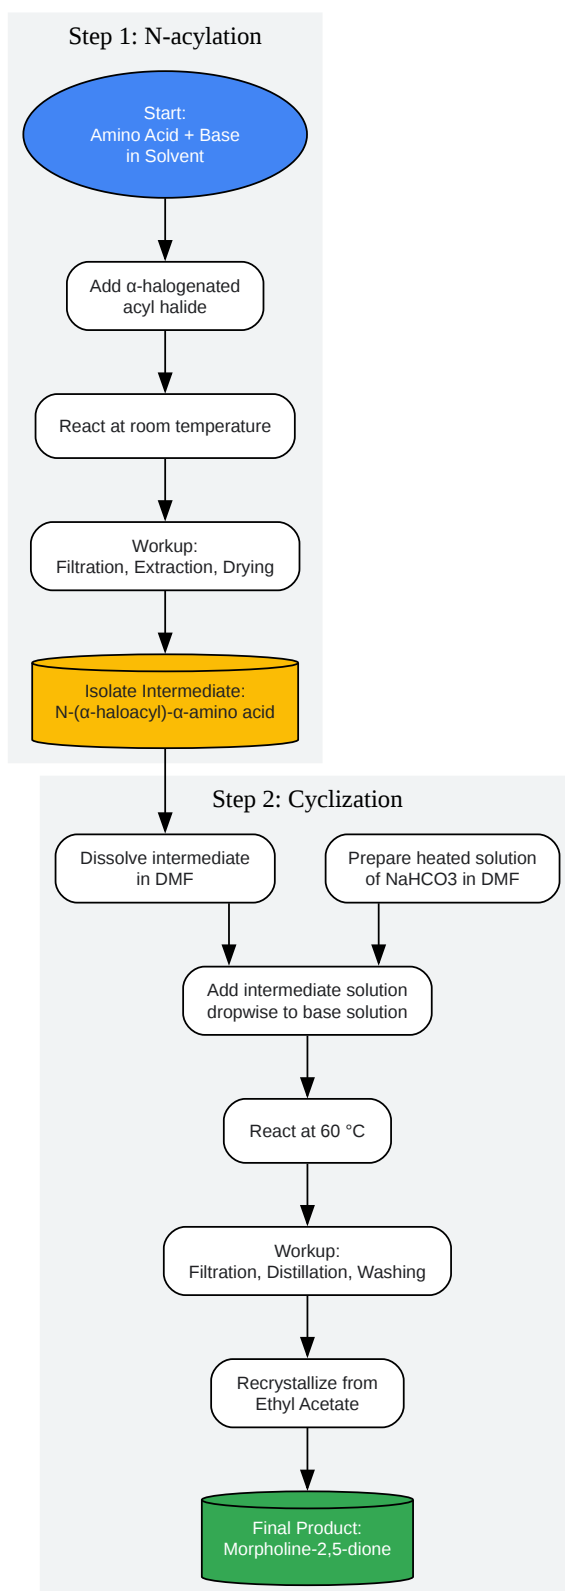 Step 1: N-acylation
Start:
Amino Acid + Base
in Solvent
Add α-halogenated
acyl halide
React at room temperature
Workup:
Filtration, Extraction, Drying
Isolate Intermediate:
N-(α-haloacyl)-α-amino acid
Step 2: Cyclization
Dissolve intermediate
in DMF
Prepare heated solution
of NaHCO3 in DMF
Add intermediate solution
dropwise to base solution
React at 60 °C
Workup:
Filtration, Distillation, Washing
Recrystallize from
Ethyl Acetate
Final Product:
Morpholine-2,5-dione